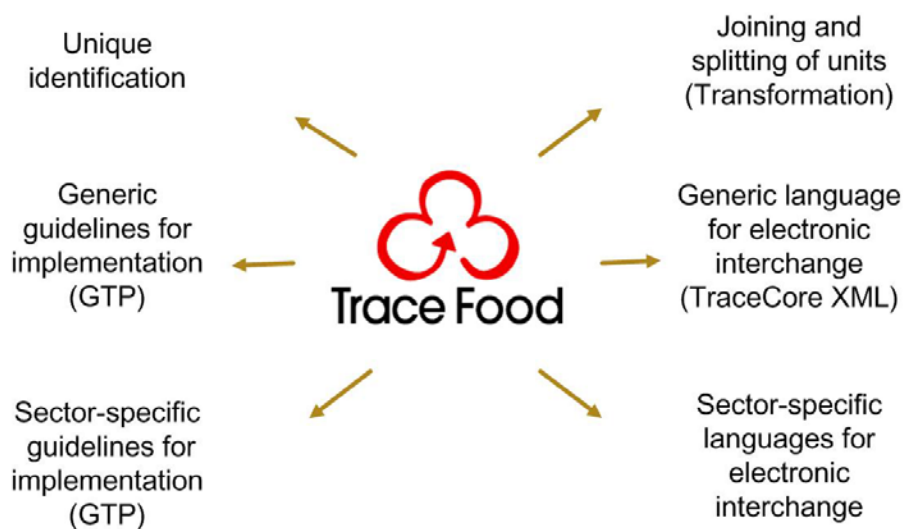 Unique
identification
Joining and
splitting of units
(Transformation)
Generic
guidelines for
implementation
(GTP)
Trace Food
Generic language
for electronic
interchange
(TraceCore XML)
Sector-specific
guidelines for
implementation
(GTP)
Sector-specific
languages for
electronic
interchange